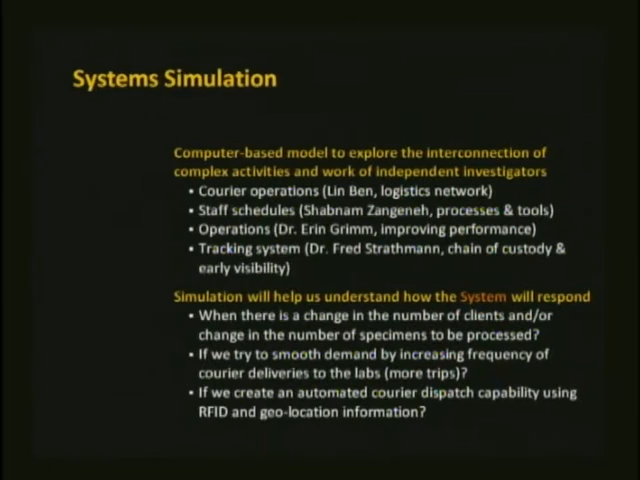 Systems Simulation
Computer-based model to explore the interconnection of
complex activities and work of independent investigators
• Courier operations (Lin Ben, logistics network)
• Staff schedules (Shabnam Zangeneh, processes & tools)
• Operations (Dr. Erin Grimm, improving performance)
• Tracking system (Dr. Fred Strathmann, chain of custody &
early visibility)
Simulation will help us understand how the System will respond
• When there is a change in the number of clients and/or
change in the number of specimens to be processed?
• If we try to smooth demand by increasing frequency of
courier deliveries to the labs (more trips)?
• If we create an automated courier dispatch capability using
RFID and geo-location information?